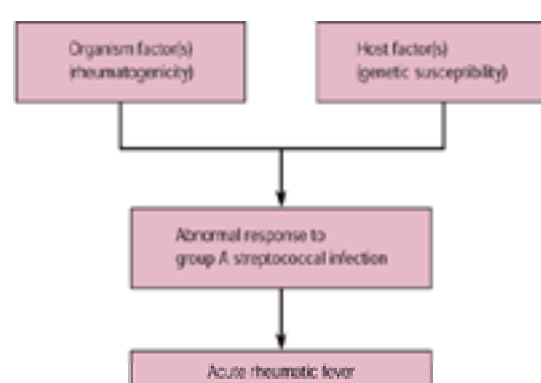 Organism factor(s)
(rheumatogenicity)
Host factor(s)
(genetic susceptibility)
Abnormal response to
group A streptococcal infection
Acute rheumatic fever